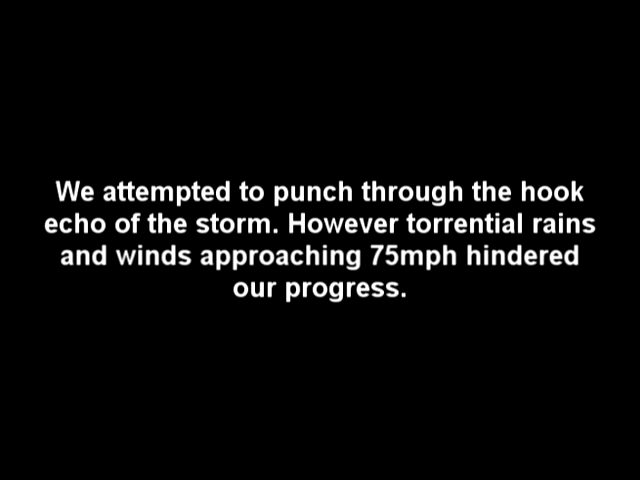 We attempted to punch through the hook
echo of the storm. However torrential rains
and winds approaching 75mph hindered
our progress.